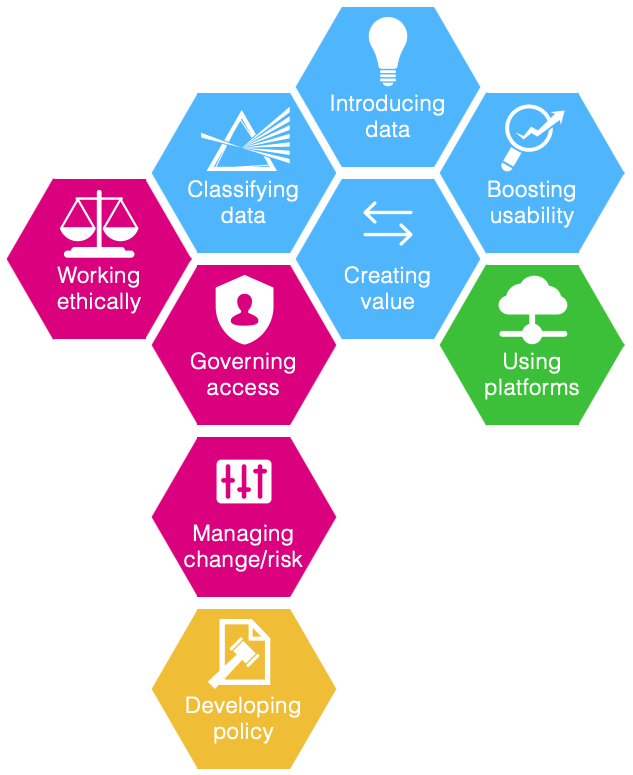 Introducing
data
Classifying
data
Boosting
usability
Working
ethically
Creating
value
Governing
access
Using
platforms
Managing
change/risk
Developing
policy